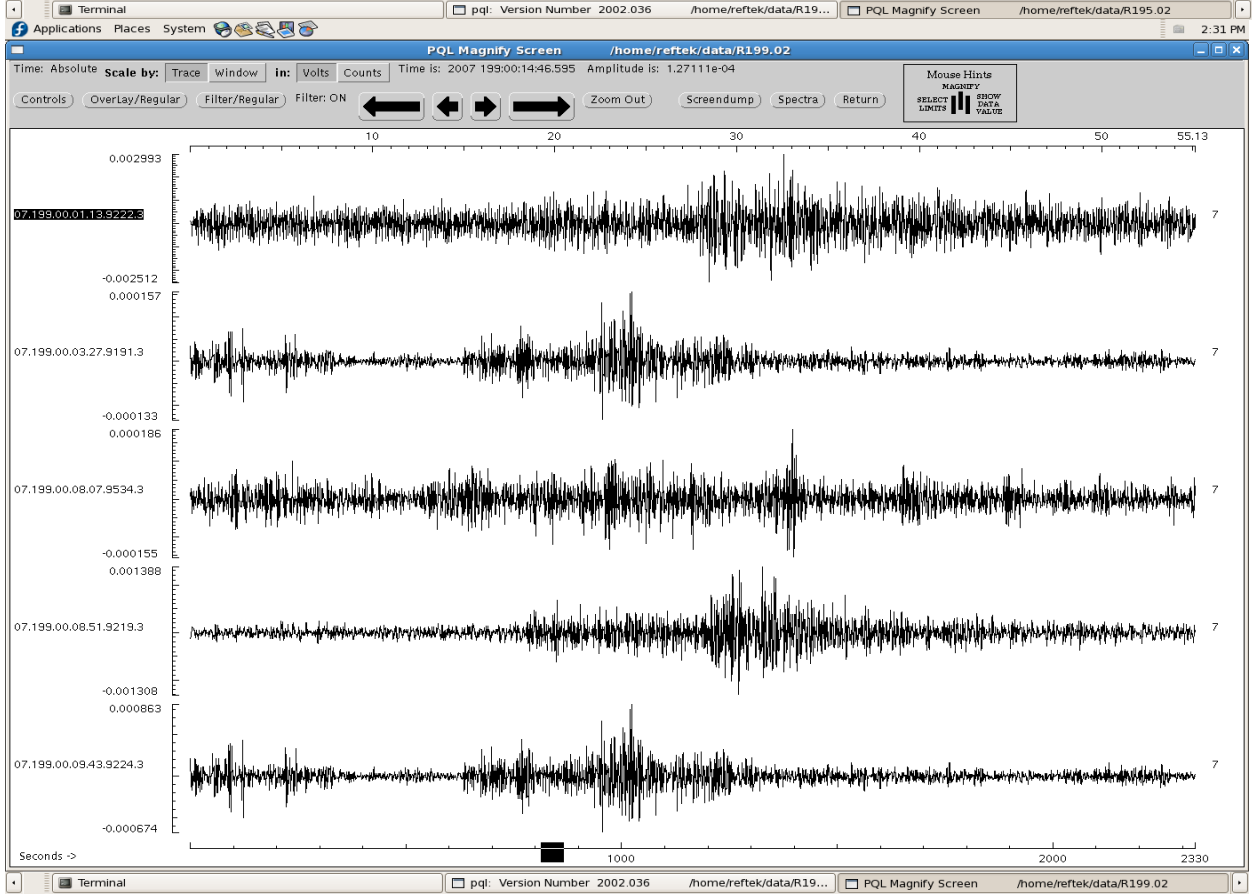 Terminal pql: Version Number 2002.036 /home/reftek/data/R19... PQL Magnify Screen /home/reftek/data/R195.02
Applications Places System 2:31 PM
PQL Magnify Screen /home/reftek/data/R199.02
Time: Absolute Scale by: Trace Window in: Volts Counts Time is: 2007 199:00:14:46.595 Amplitude is: 1.27111e-04
Mouse Hints
MAGNIFY
SELECT LIMITS
SHOW DATA VALUE
Controls OverLay/Regular Filter/Regular Filter: ON Zoom Out Screendump Spectra Return
10 20 30 40 50 55.13
0.002993
07.199.00.01.13.9222.3 7
-0.002512
0.000157
07.199.00.03.27.9191.3 7
-0.000133
0.000186
07.199.00.08.07.9534.3 7
-0.000155
0.001388
07.199.00.08.51.9219.3 7
-0.001308
0.000863
07.199.00.09.43.9224.3 7
-0.000674
Seconds -> 1000 2000 2330
Terminal pql: Version Number 2002.036 /home/reftek/data/R19... PQL Magnify Screen /home/reftek/data/R199.02